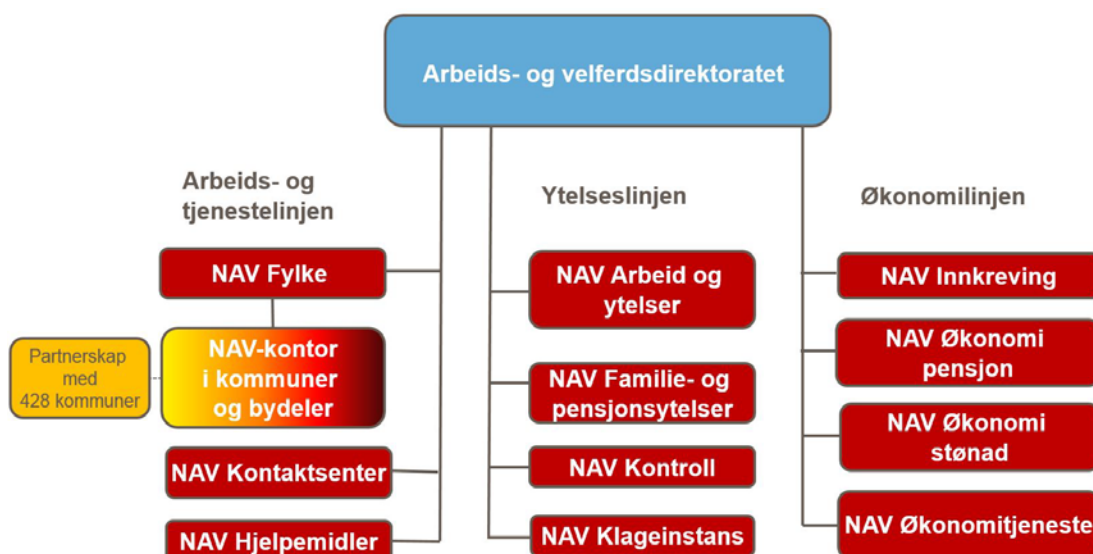 Arbeids- og velferdsdirektoratet
Arbeids- og
tjenestelinjen
NAV Fylke
Partnerskap
med
428 kommuner
NAV-kontor
i kommuner
og bydeler
NAV Kontaktsenter
NAV Hjelpemidler
Ytelseslinjen
NAV Arbeid og
ytelser
NAV Familie- og
pensjonsytelser
NAV Kontroll
NAV Klageinstans
Økonomilinjen
NAV Innkreving
NAV Økonomi
pensjon
NAV Økonomi
stønad
NAV Økonomitjeneste